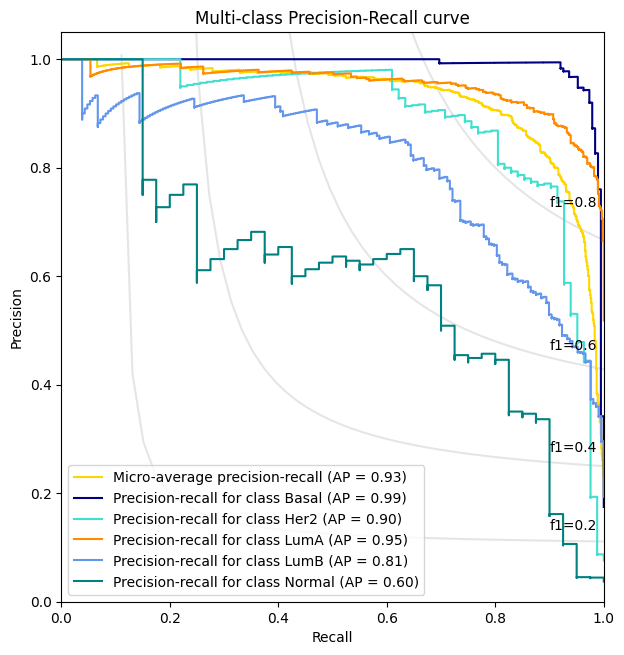 Multi-class Precision-Recall curve
1.0
0.8
0.6
0.4
0.2
0.0
Precision
f1=0.8
f1=0.6
f1=0.4
f1=0.2
Micro-average precision-recall (AP = 0.93)
Precision-recall for class Basal (AP = 0.99)
Precision-recall for class Her2 (AP = 0.90)
Precision-recall for class LumA (AP = 0.95)
Precision-recall for class LumB (AP = 0.81)
Precision-recall for class Normal (AP = 0.60)
0.0 0.2 0.4 0.6 0.8 1.0
Recall